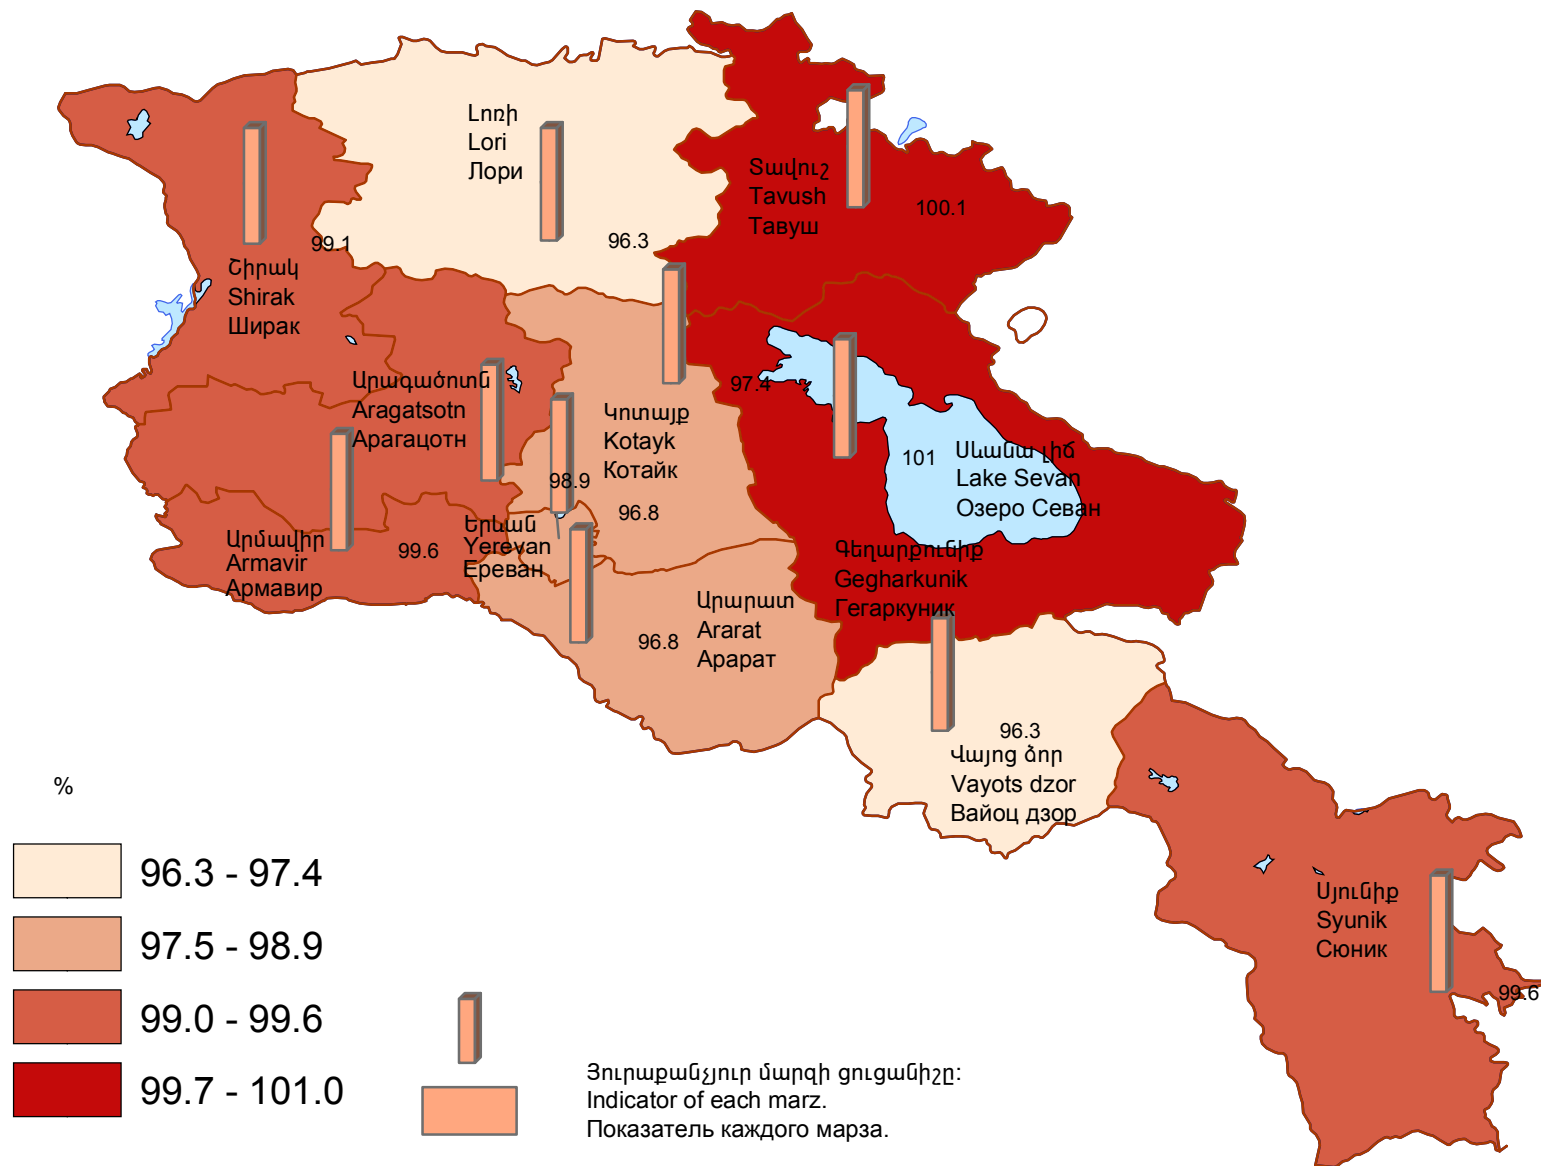 Լոռի
Lori
Лори
96.3
Տավուշ
Tavush
Тавуш
100.1
99.1
Շիրակ
Shirak
Ширак
Արագածոտն
Aragatsotn
Арагацотн
97.4
Կոտայք
Kotayk
Котайк
98.9
96.8
101
Սևանա լիճ
Lake Sevan
Озеро Севан
Արմավիր
Armavir
Армавир
99.6
Երևան
Yerevan
Ереван
Գեղարքունիք
Gegharkunik
Гегаркуник
96.8
Արարատ
Ararat
Арарат
96.3
Վայոց ձոր
Vayots dzor
Вайоц дзор
Սյունիք
Syunik
Сюник
99.6
%
96.3 - 97.4
97.5 - 98.9
99.0 - 99.6
99.7 - 101.0
Յուրաքանչյուր մարզի ցուցանիշը:
Indicator of each marz.
Показатель каждого марза.